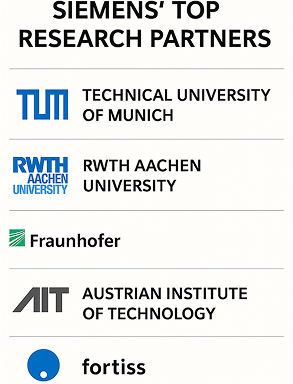 SIEMENS' TOP
RESEARCH PARTNERS
TUM
TECHNICAL UNIVERSITY
OF MUNICH
RWTH
AACHEN
UNIVERSITY
RWTH AACHEN
UNIVERSITY
Fraunhofer
AIT
AUSTRIAN INSTITUTE
OF TECHNOLOGY
fortiss